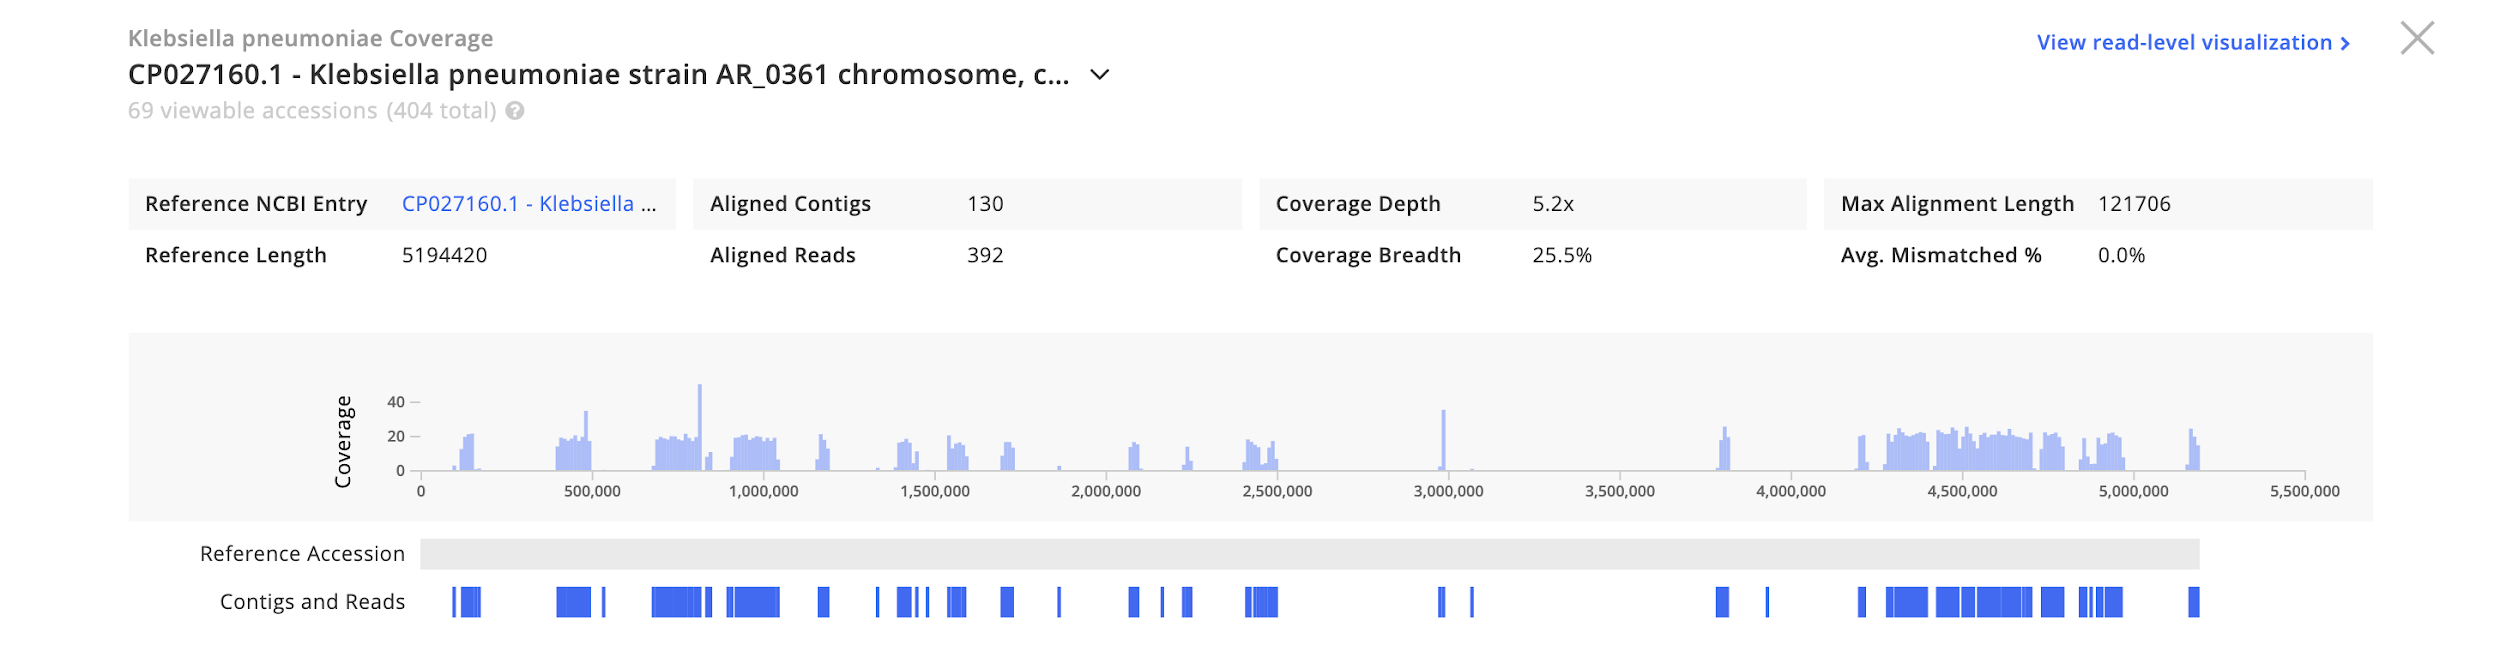 Klebsiella pneumoniae Coverage
View read-level visualization
CP027160.1 - Klebsiella pneumoniae strain AR_0361 chromosome, c...
69 viewable accessions (404 total) ?
Reference NCBI Entry CP027160.1 - Klebsiella ... Aligned Contigs 130 Coverage Depth 5.2x Max Alignment Length 121706
Reference Length 5194420 Aligned Reads 392 Coverage Breadth 25.5% Avg. Mismatched % 0.0%
Coverage
40
20
0
0 500,000 1,000,000 1,500,000 2,000,000 2,500,000 3,000,000 3,500,000 4,000,000 4,500,000 5,000,000 5,500,000
Reference Accession
Contigs and Reads